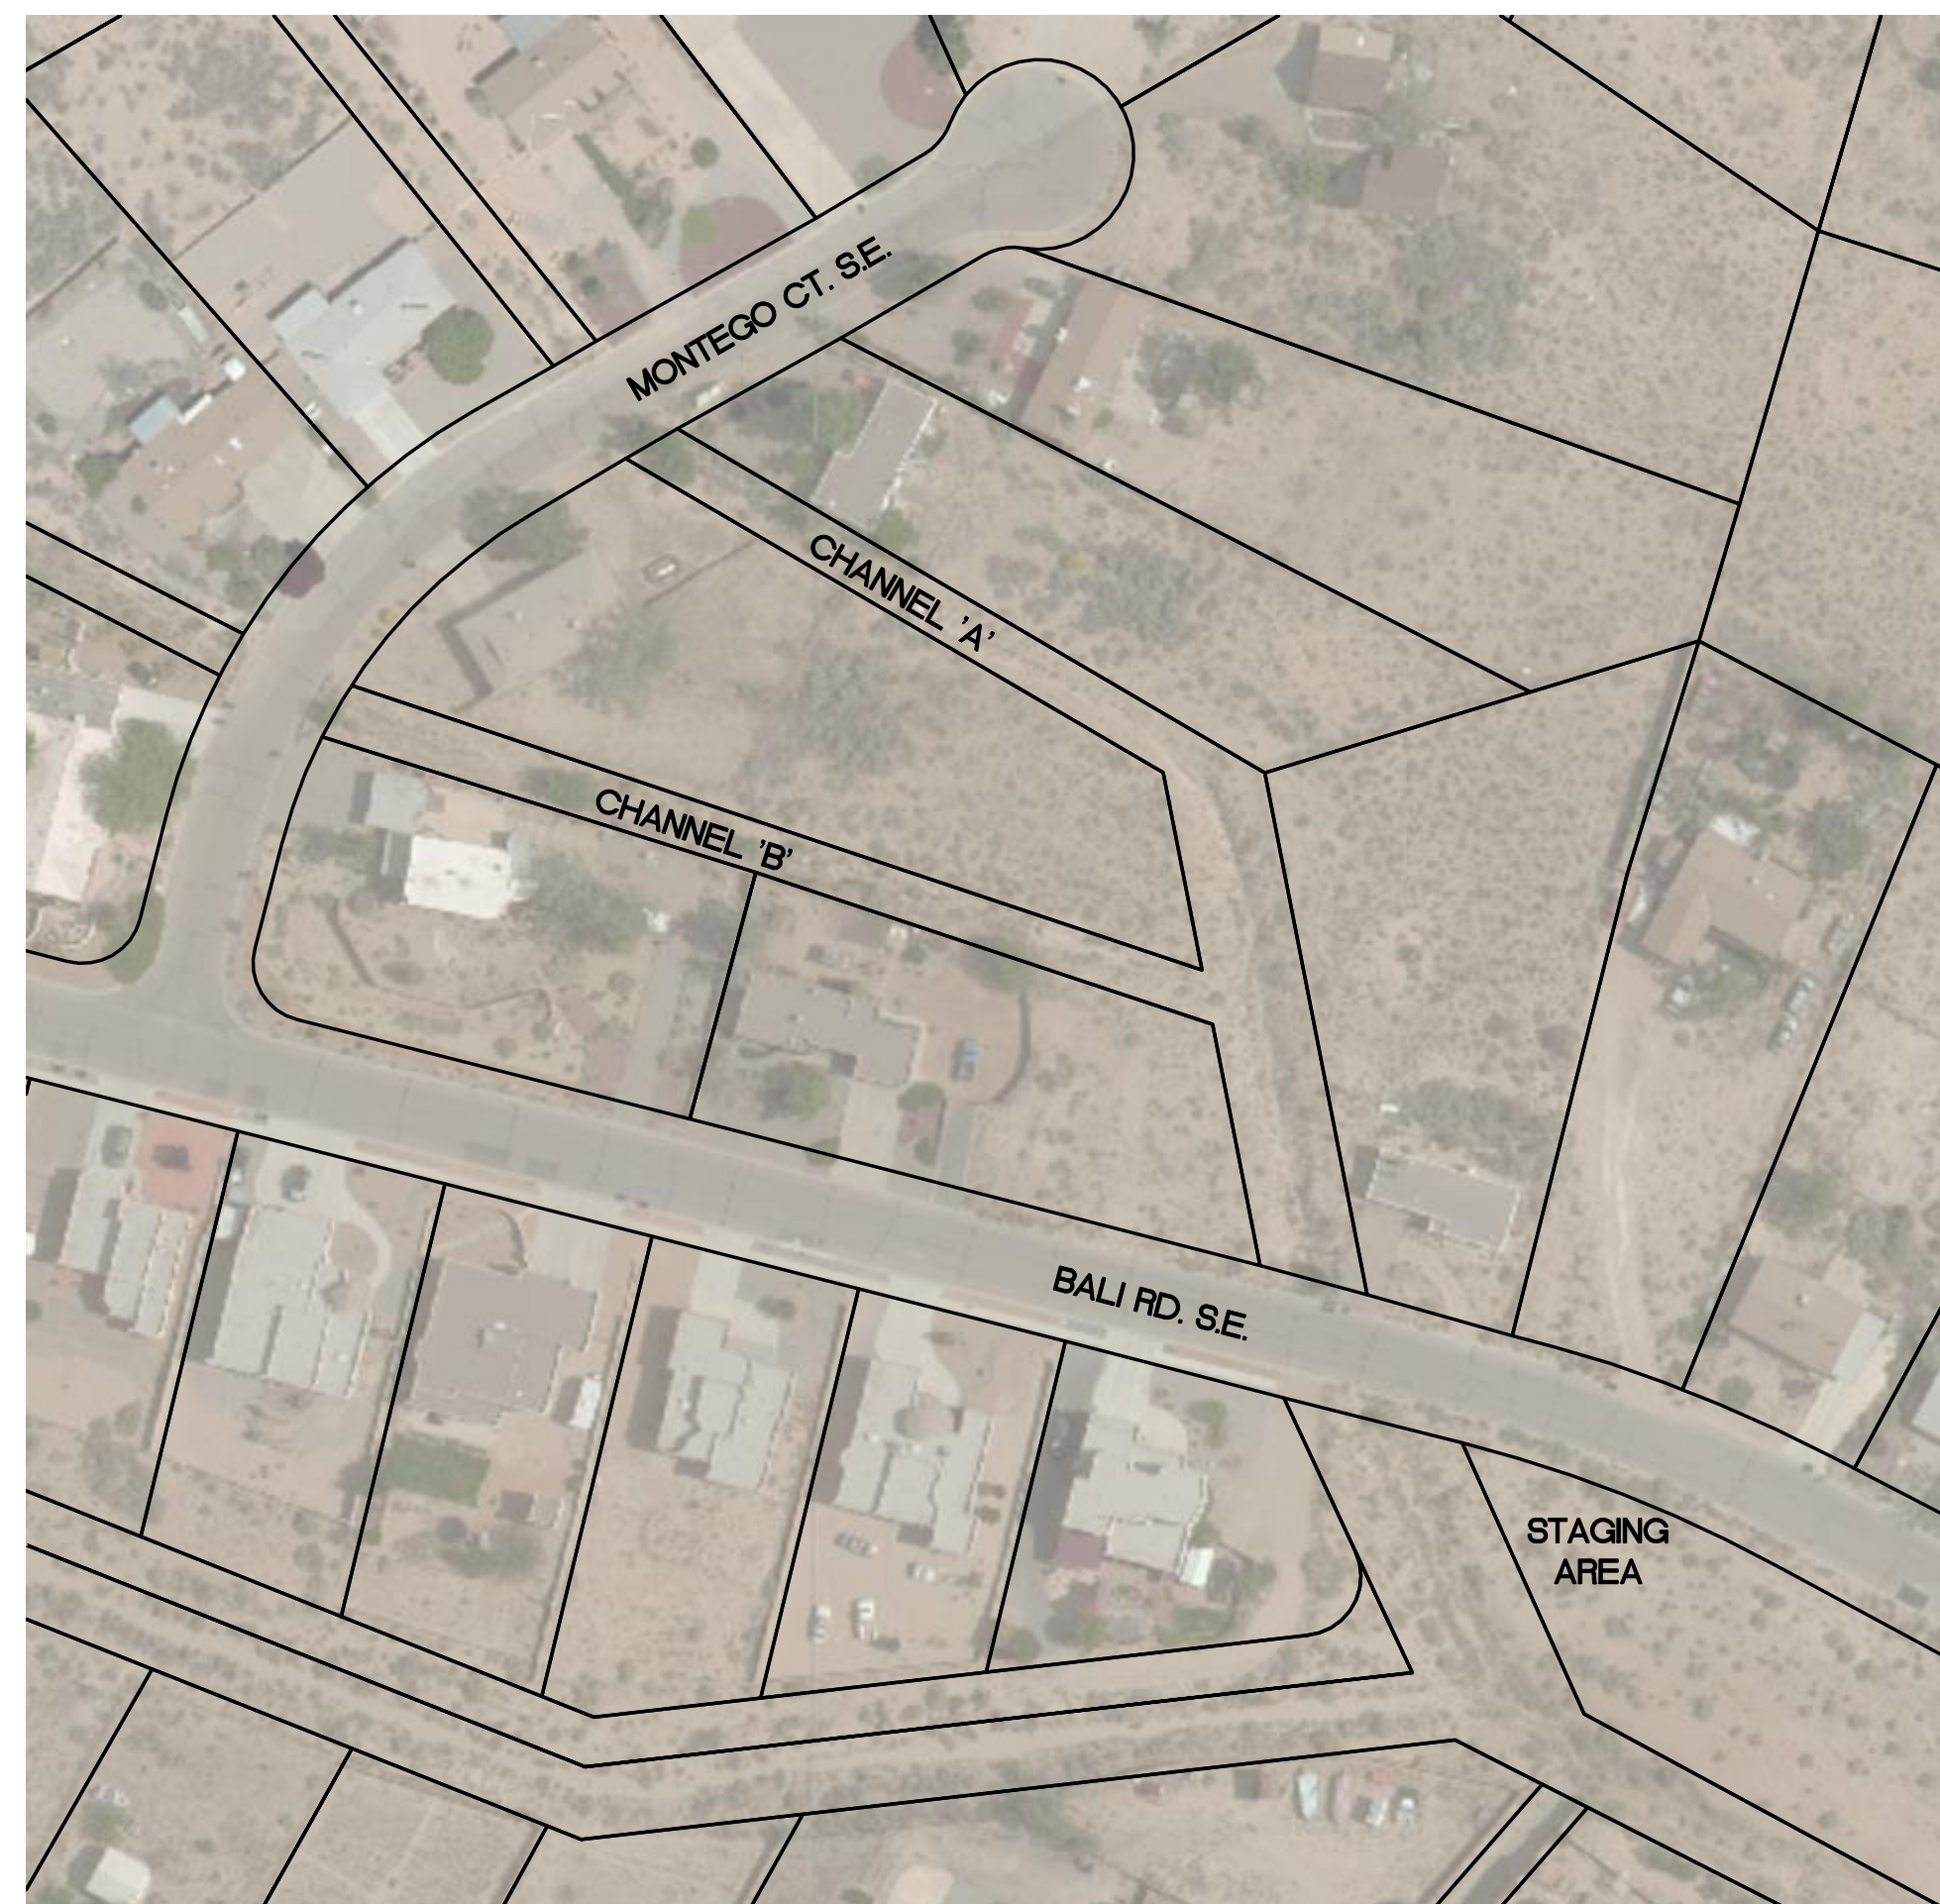 MONTEGO CT. S.E.
CHANNEL 'A'
CHANNEL 'B'
BALI RD. S.E.
STAGING
AREA